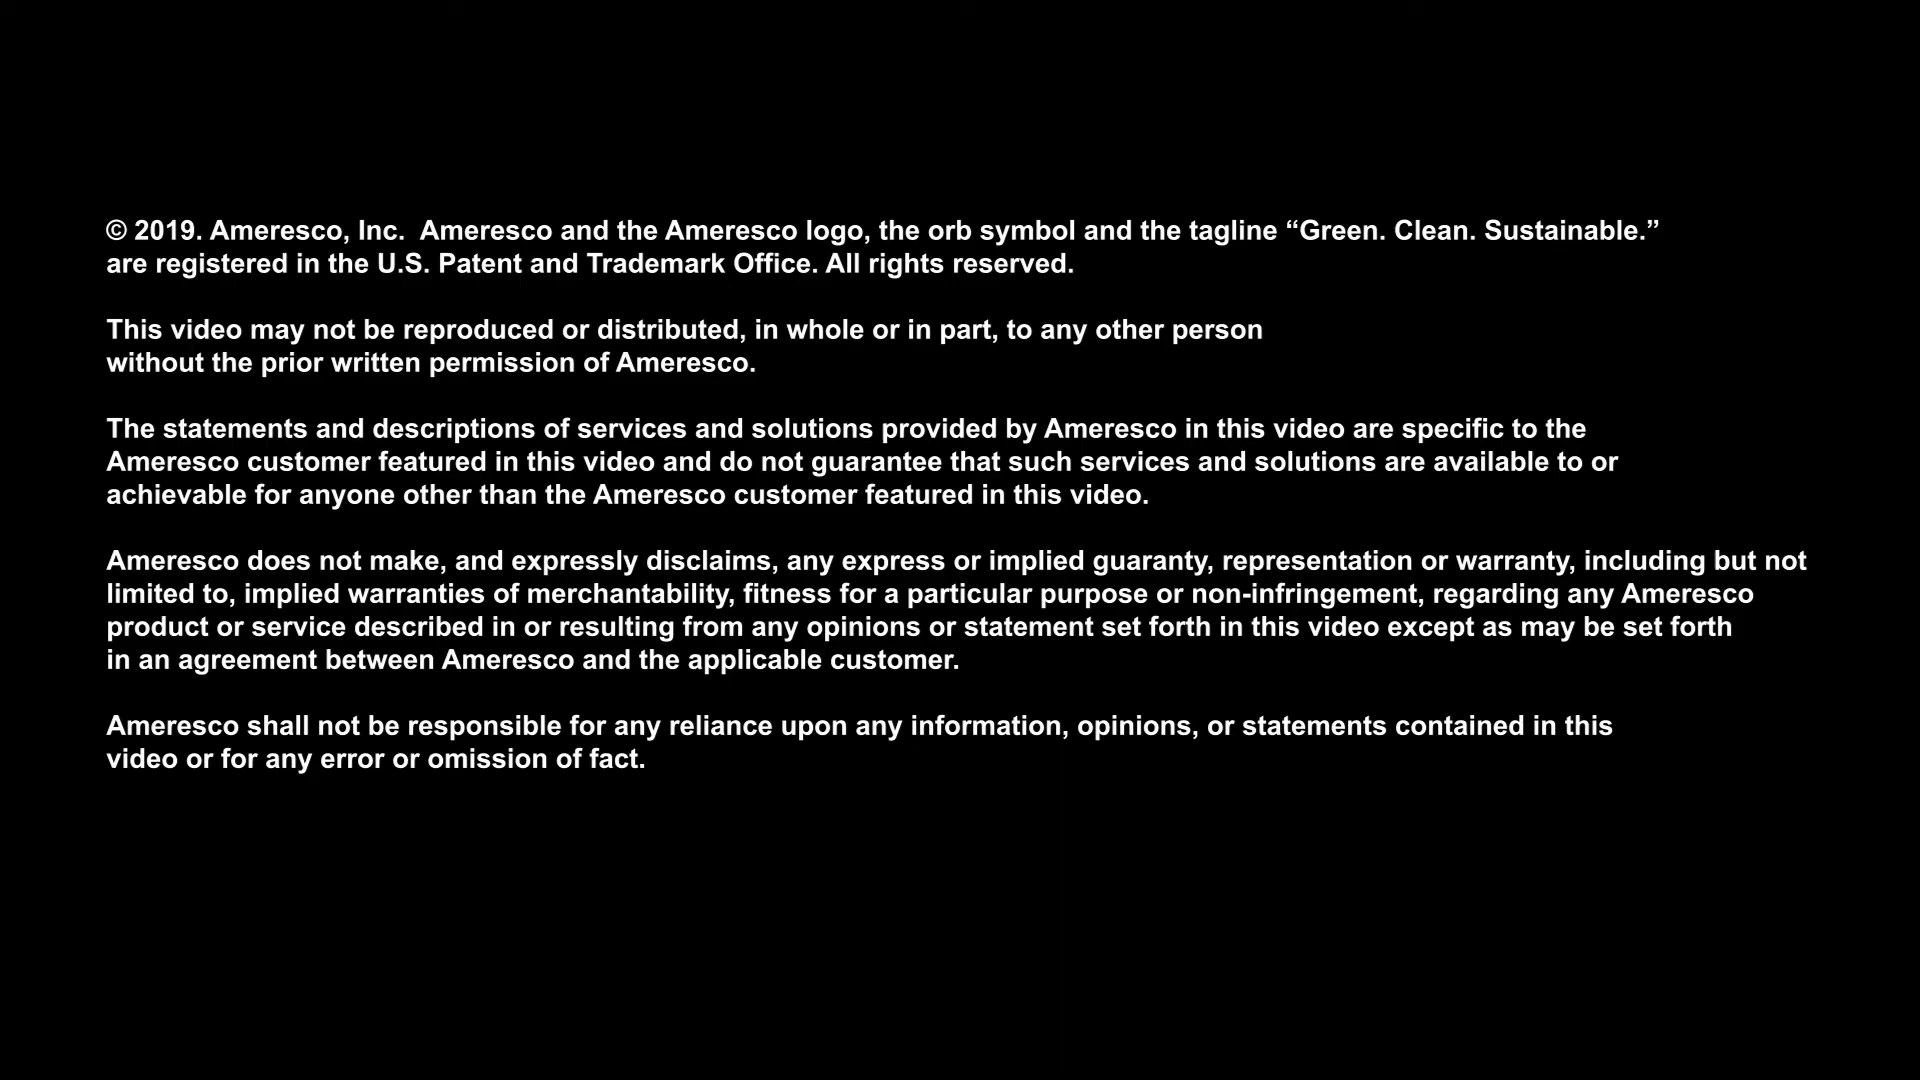 © 2019. Ameresco, Inc.  Ameresco and the Ameresco logo, the orb symbol and the tagline “Green. Clean. Sustainable.”
are registered in the U.S. Patent and Trademark Office. All rights reserved.
This video may not be reproduced or distributed, in whole or in part, to any other person
without the prior written permission of Ameresco.
The statements and descriptions of services and solutions provided by Ameresco in this video are specific to the
Ameresco customer featured in this video and do not guarantee that such services and solutions are available to or
achievable for anyone other than the Ameresco customer featured in this video.
Ameresco does not make, and expressly disclaims, any express or implied guaranty, representation or warranty, including but not
limited to, implied warranties of merchantability, fitness for a particular purpose or non-infringement, regarding any Ameresco
product or service described in or resulting from any opinions or statement set forth in this video except as may be set forth
in an agreement between Ameresco and the applicable customer.
Ameresco shall not be responsible for any reliance upon any information, opinions, or statements contained in this
video or for any error or omission of fact.